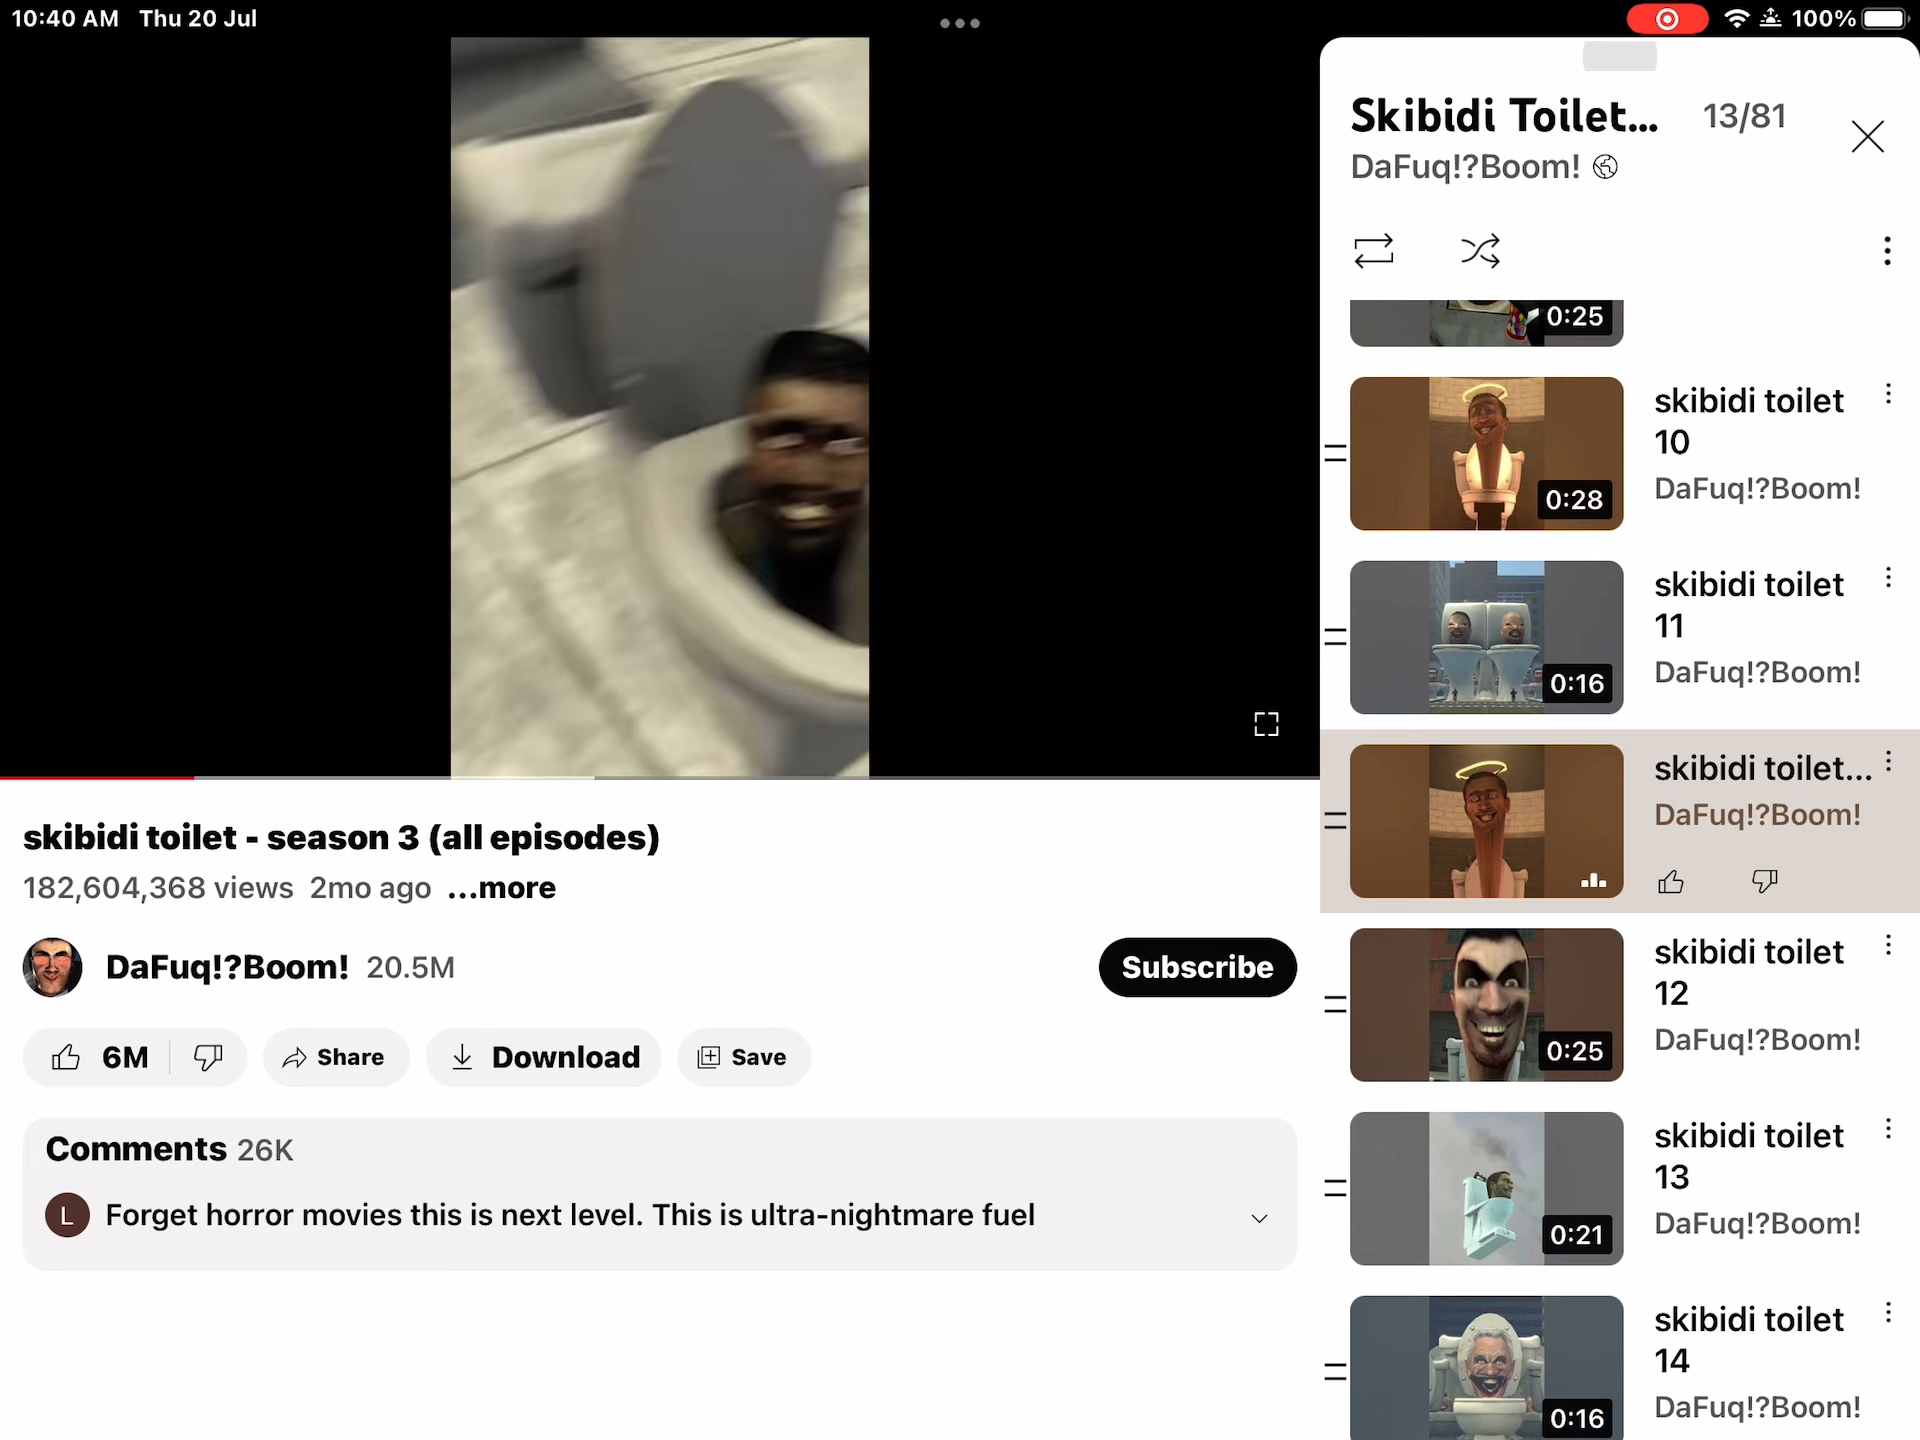 10:40 AM Thu 20 Jul
100%
skibidi toilet - season 3 (all episodes)
182,604,368 views 2mo ago ...more
DaFuq!?Boom! 20.5M
Subscribe
6M
Share
Download
Save
Comments 26K
L
Forget horror movies this is next level. This is ultra-nightmare fuel
Skibidi Toilet... 13/81
DaFuq!?Boom!
0:25
skibidi toilet
10
DaFuq!?Boom!
0:28
skibidi toilet
11
DaFuq!?Boom!
0:16
skibidi toilet...
DaFuq!?Boom!
skibidi toilet
12
DaFuq!?Boom!
0:25
skibidi toilet
13
DaFuq!?Boom!
0:21
skibidi toilet
14
DaFuq!?Boom!
0:16